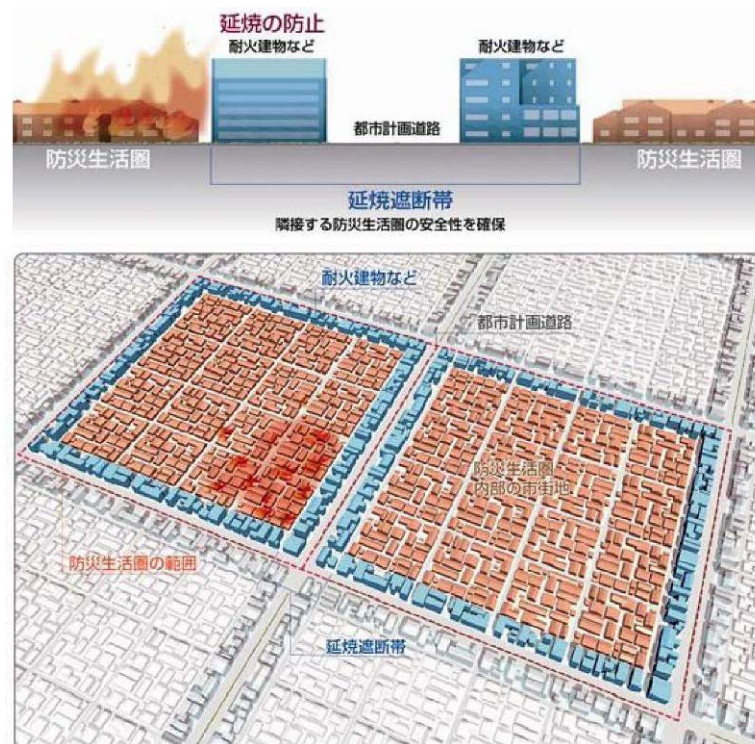 延焼の防止
耐火建物など
耐火建物など
都市計画道路
防災生活圏
防災生活圏
延焼遮断帯
隣接する防災生活圏の安全性を確保
耐火建物など
都市計画道路
防災生活圏
内部の市街地
防災生活圏の範囲
延焼遮断帯